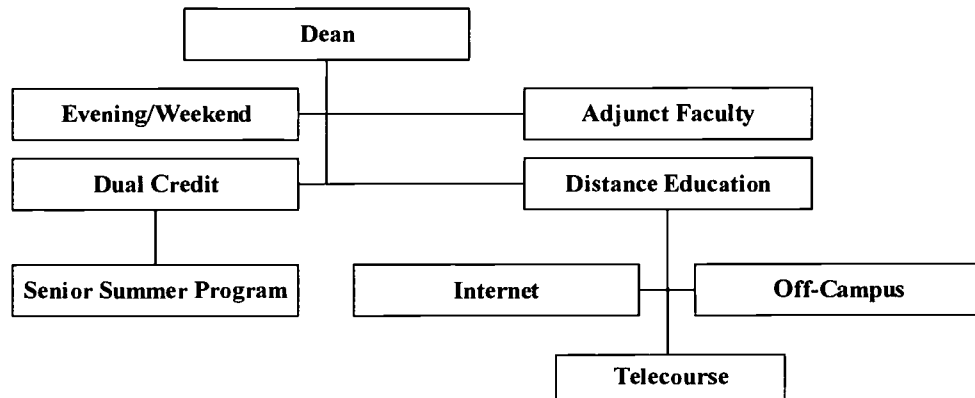 Dean
Evening/Weekend
Adjunct Faculty
Dual Credit
Distance Education
Senior Summer Program
Internet
Off-Campus
Telecourse